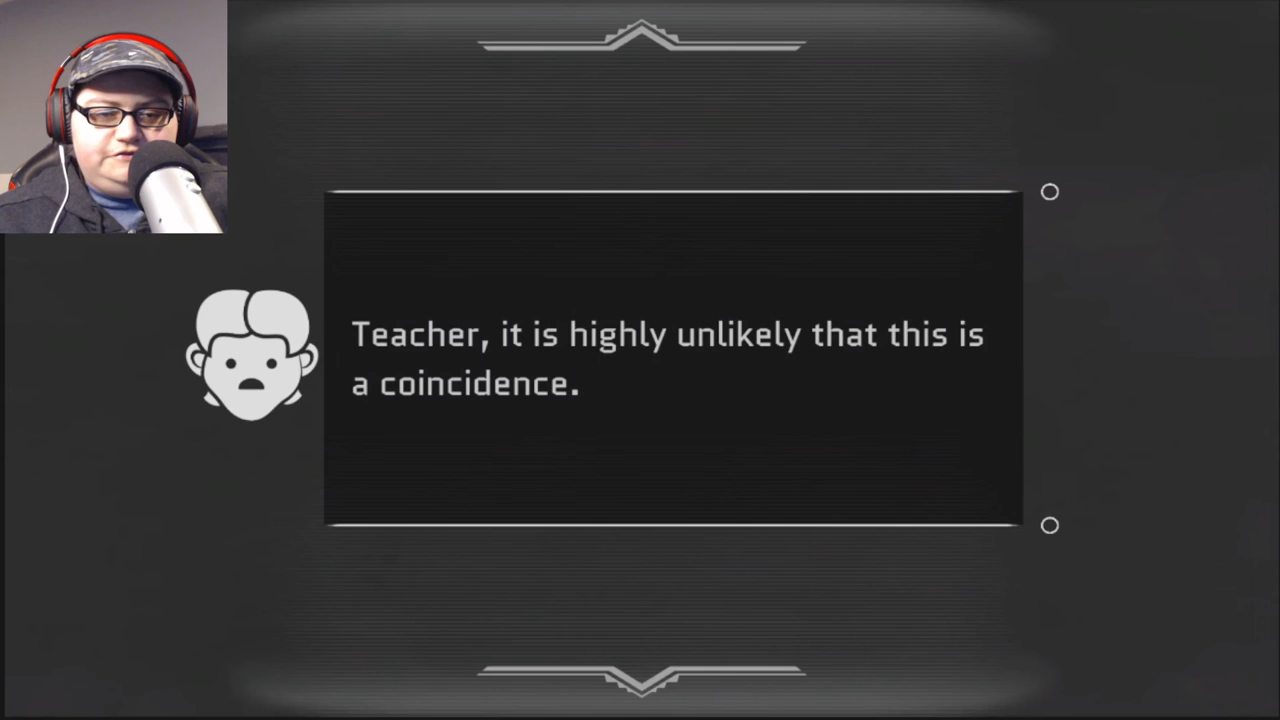 Teacher, it is highly unlikely that this is
a coincidence.